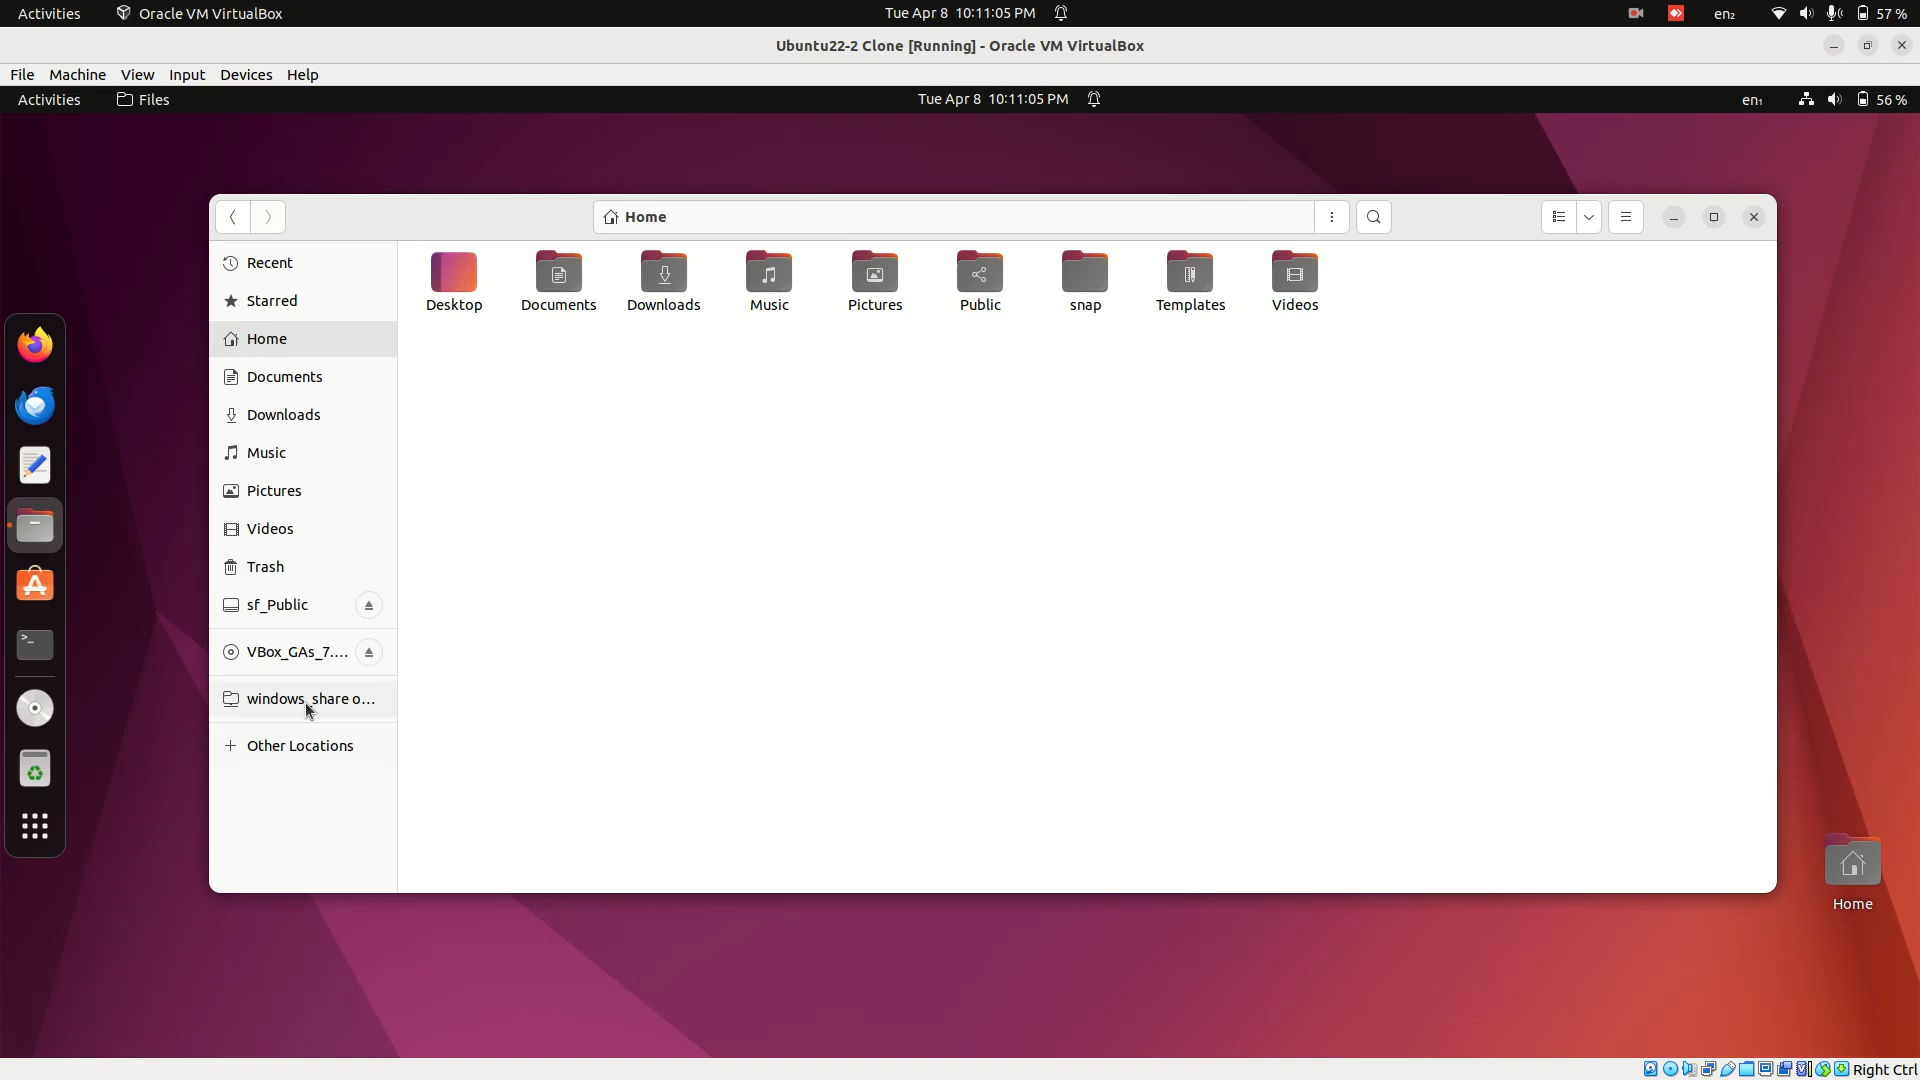 Activities Oracle VM VirtualBox Tue Apr 8 10:11:05 PM en₂ 57 %
Ubuntu22-2 Clone [Running] - Oracle VM VirtualBox
File Machine View Input Devices Help
Activities Files Tue Apr 8 10:11:05 PM en₁ 56 %
Home
Recent
Starred
Home
Documents
Downloads
Music
Pictures
Videos
Trash
sf_Public
VBox_GAs_7.…
windows_share o…
Other Locations
Desktop Documents Downloads Music Pictures Public snap Templates Videos
Home
Right Ctrl